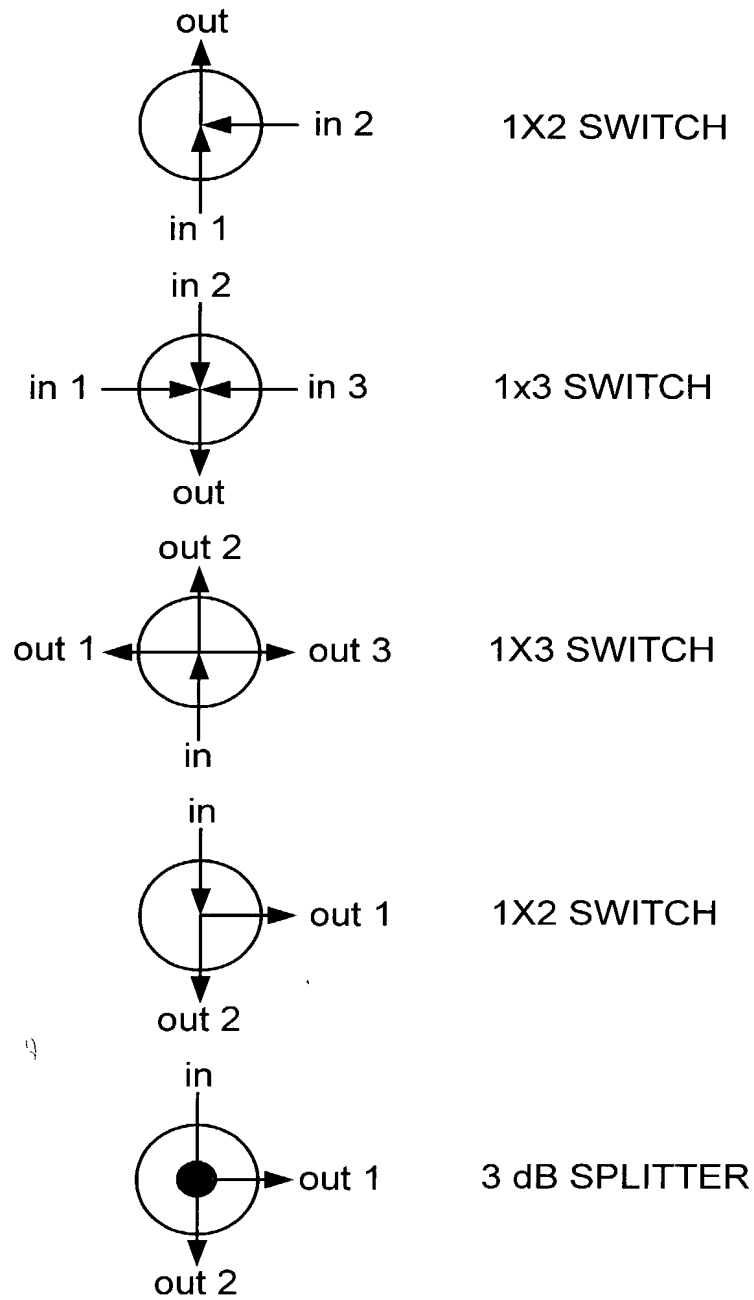 out
in 2 1X2 SWITCH
in 1
in 2
in 1 in 3 1x3 SWITCH
out
out 2
out 1 out 3 1X3 SWITCH
in
in
out 1 1X2 SWITCH
out 2
in
out 1 3 dB SPLITTER
out 2